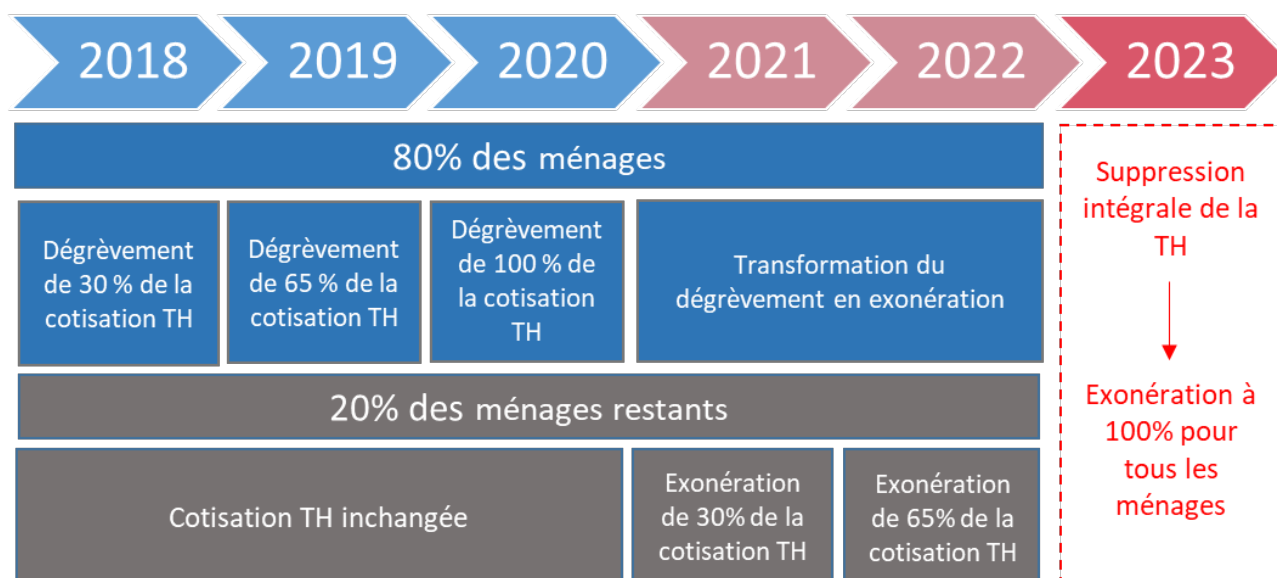 2018 2019 2020 2021 2022 2023
80% des ménages
Dégrèvement
de 30 % de la
cotisation TH
Dégrèvement
de 65 % de la
cotisation TH
Dégrèvement
de 100 % de
la cotisation
TH
Transformation du
dégrèvement en exonération
20% des ménages restants
Cotisation TH inchangée
Exonération
de 30% de la
cotisation TH
Exonération
de 65% de la
cotisation TH
Suppression
intégrale de la
TH
Exonération à
100% pour
tous les
ménages